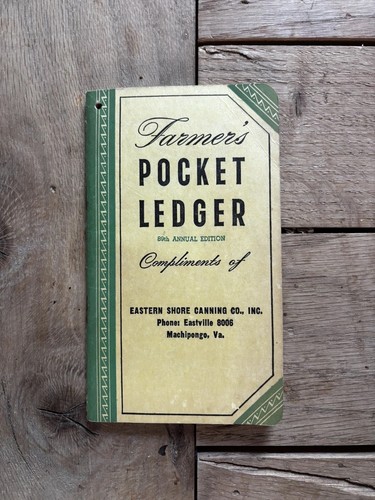 Farmer's
POCKET
LEDGER
89th ANNUAL EDITION
Compliments of
EASTERN SHORE CANNING CO., INC.
Phone: Eastville 8006
Machipongo, Va.